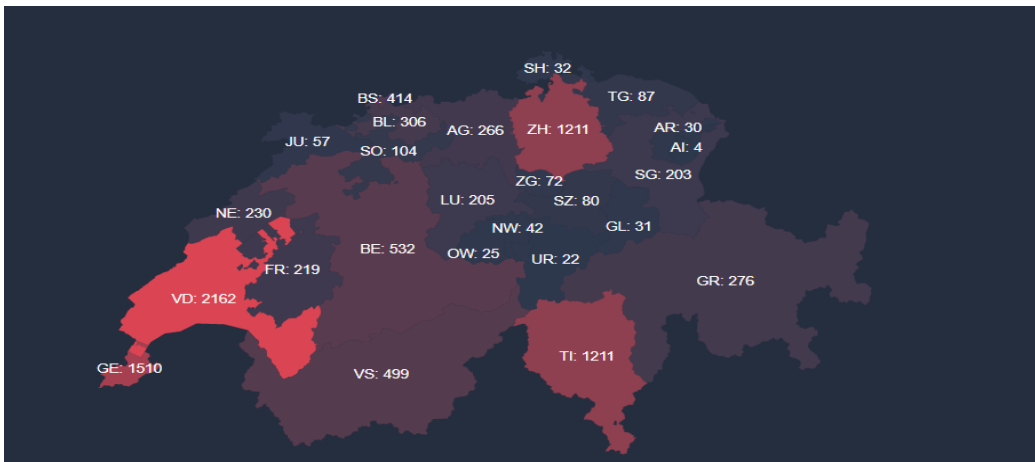 SH: 32
TG: 87
BS: 414
BL: 306
AG: 266
ZH: 1211
AR: 30
JU: 57
SO: 104
AI: 4
ZG: 72
SG: 203
LU: 205
SZ: 80
NE: 230
NW: 42
GL: 31
BE: 532
OW: 25
UR: 22
FR: 219
GR: 276
VD: 2162
TI: 1211
GE: 1510
VS: 499